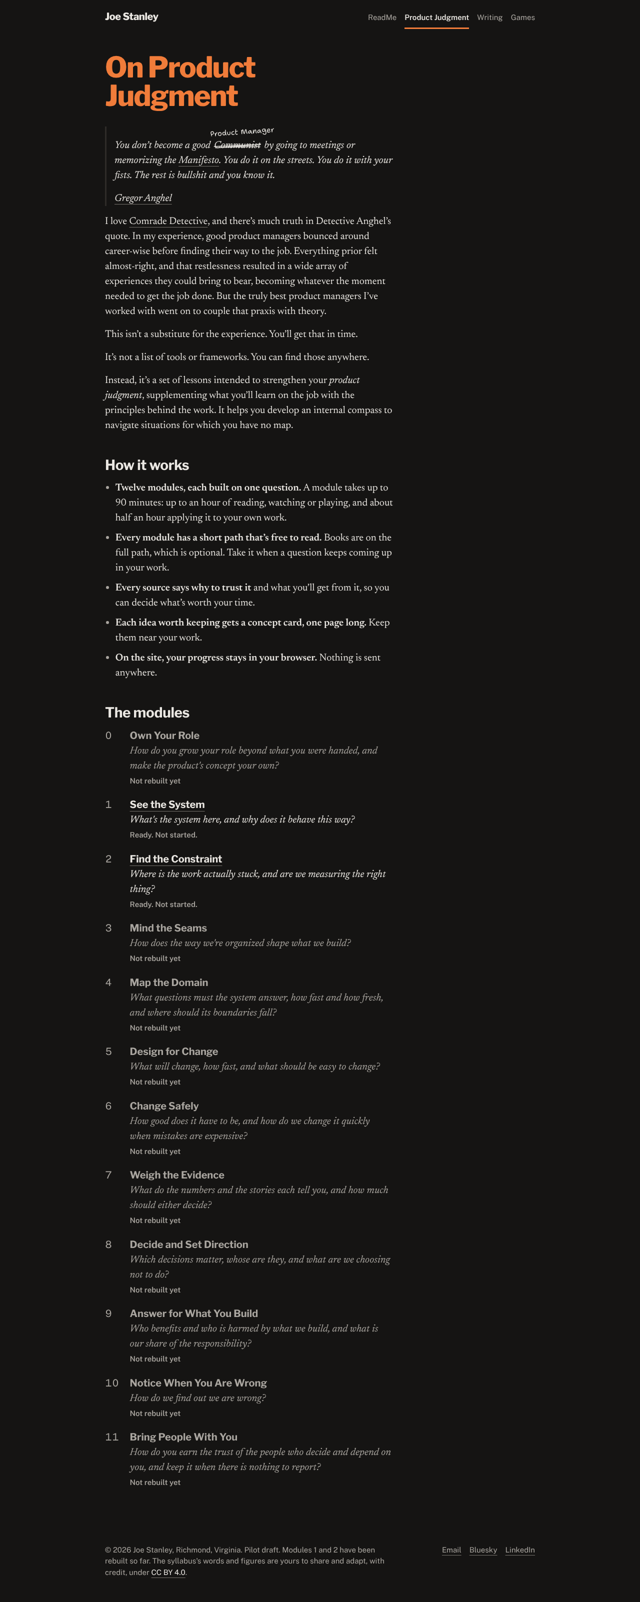 Joe Stanley
ReadMe Product Judgment Writing Games
On Product
Judgment
Product Manager
You don't become a good Communist by going to meetings or
memorizing the Manifesto. You do it on the streets. You do it with your
fists. The rest is bullshit and you know it.
Gregor Anghel
I love Comrade Detective, and there's much truth in Detective Anghel's
quote. In my experience, good product managers bounced around
career-wise before finding their way to the job. Everything prior felt
almost-right, and that restlessness resulted in a wide array of
experiences they could bring to bear, becoming whatever the moment
needed to get the job done. But the truly best product managers I've
worked with went on to couple that praxis with theory.
This isn't a substitute for the experience. You'll get that in time.
It's not a list of tools or frameworks. You can find those anywhere.
Instead, it's a set of lessons intended to strengthen your product
judgment, supplementing what you'll learn on the job with the
principles behind the work. It helps you develop an internal compass to
navigate situations for which you have no map.
How it works
• Twelve modules, each built on one question. A module takes up to
90 minutes: up to an hour of reading, watching or playing, and about
half an hour applying it to your own work.
• Every module has a short path that's free to read. Books are on the
full path, which is optional. Take it when a question keeps coming up
in your work.
• Every source says why to trust it and what you'll get from it, so you
can decide what's worth your time.
• Each idea worth keeping gets a concept card, one page long. Keep
them near your work.
• On the site, your progress stays in your browser. Nothing is sent
anywhere.
The modules
0 Own Your Role
How do you grow your role beyond what you were handed, and
make the product's concept your own?
Not rebuilt yet
1 See the System
What's the system here, and why does it behave this way?
Ready. Not started.
2 Find the Constraint
Where is the work actually stuck, and are we measuring the right
thing?
Ready. Not started.
3 Mind the Seams
How does the way we're organized shape what we build?
Not rebuilt yet
4 Map the Domain
What questions must the system answer, how fast and how fresh,
and where should its boundaries fall?
Not rebuilt yet
5 Design for Change
What will change, how fast, and what should be easy to change?
Not rebuilt yet
6 Change Safely
How good does it have to be, and how do we change it quickly
when mistakes are expensive?
Not rebuilt yet
7 Weigh the Evidence
What do the numbers and the stories each tell you, and how much
should either decide?
Not rebuilt yet
8 Decide and Set Direction
Which decisions matter, whose are they, and what are we choosing
not to do?
Not rebuilt yet
9 Answer for What You Build
Who benefits and who is harmed by what we build, and what is
our share of the responsibility?
Not rebuilt yet
10 Notice When You Are Wrong
How do we find out we are wrong?
Not rebuilt yet
11 Bring People With You
How do you earn the trust of the people who decide and depend on
you, and keep it when there is nothing to report?
Not rebuilt yet
© 2026 Joe Stanley, Richmond, Virginia. Pilot draft. Modules 1 and 2 have been
rebuilt so far. The syllabus's words and figures are yours to share and adapt, with
credit, under CC BY 4.0.
Email Bluesky LinkedIn